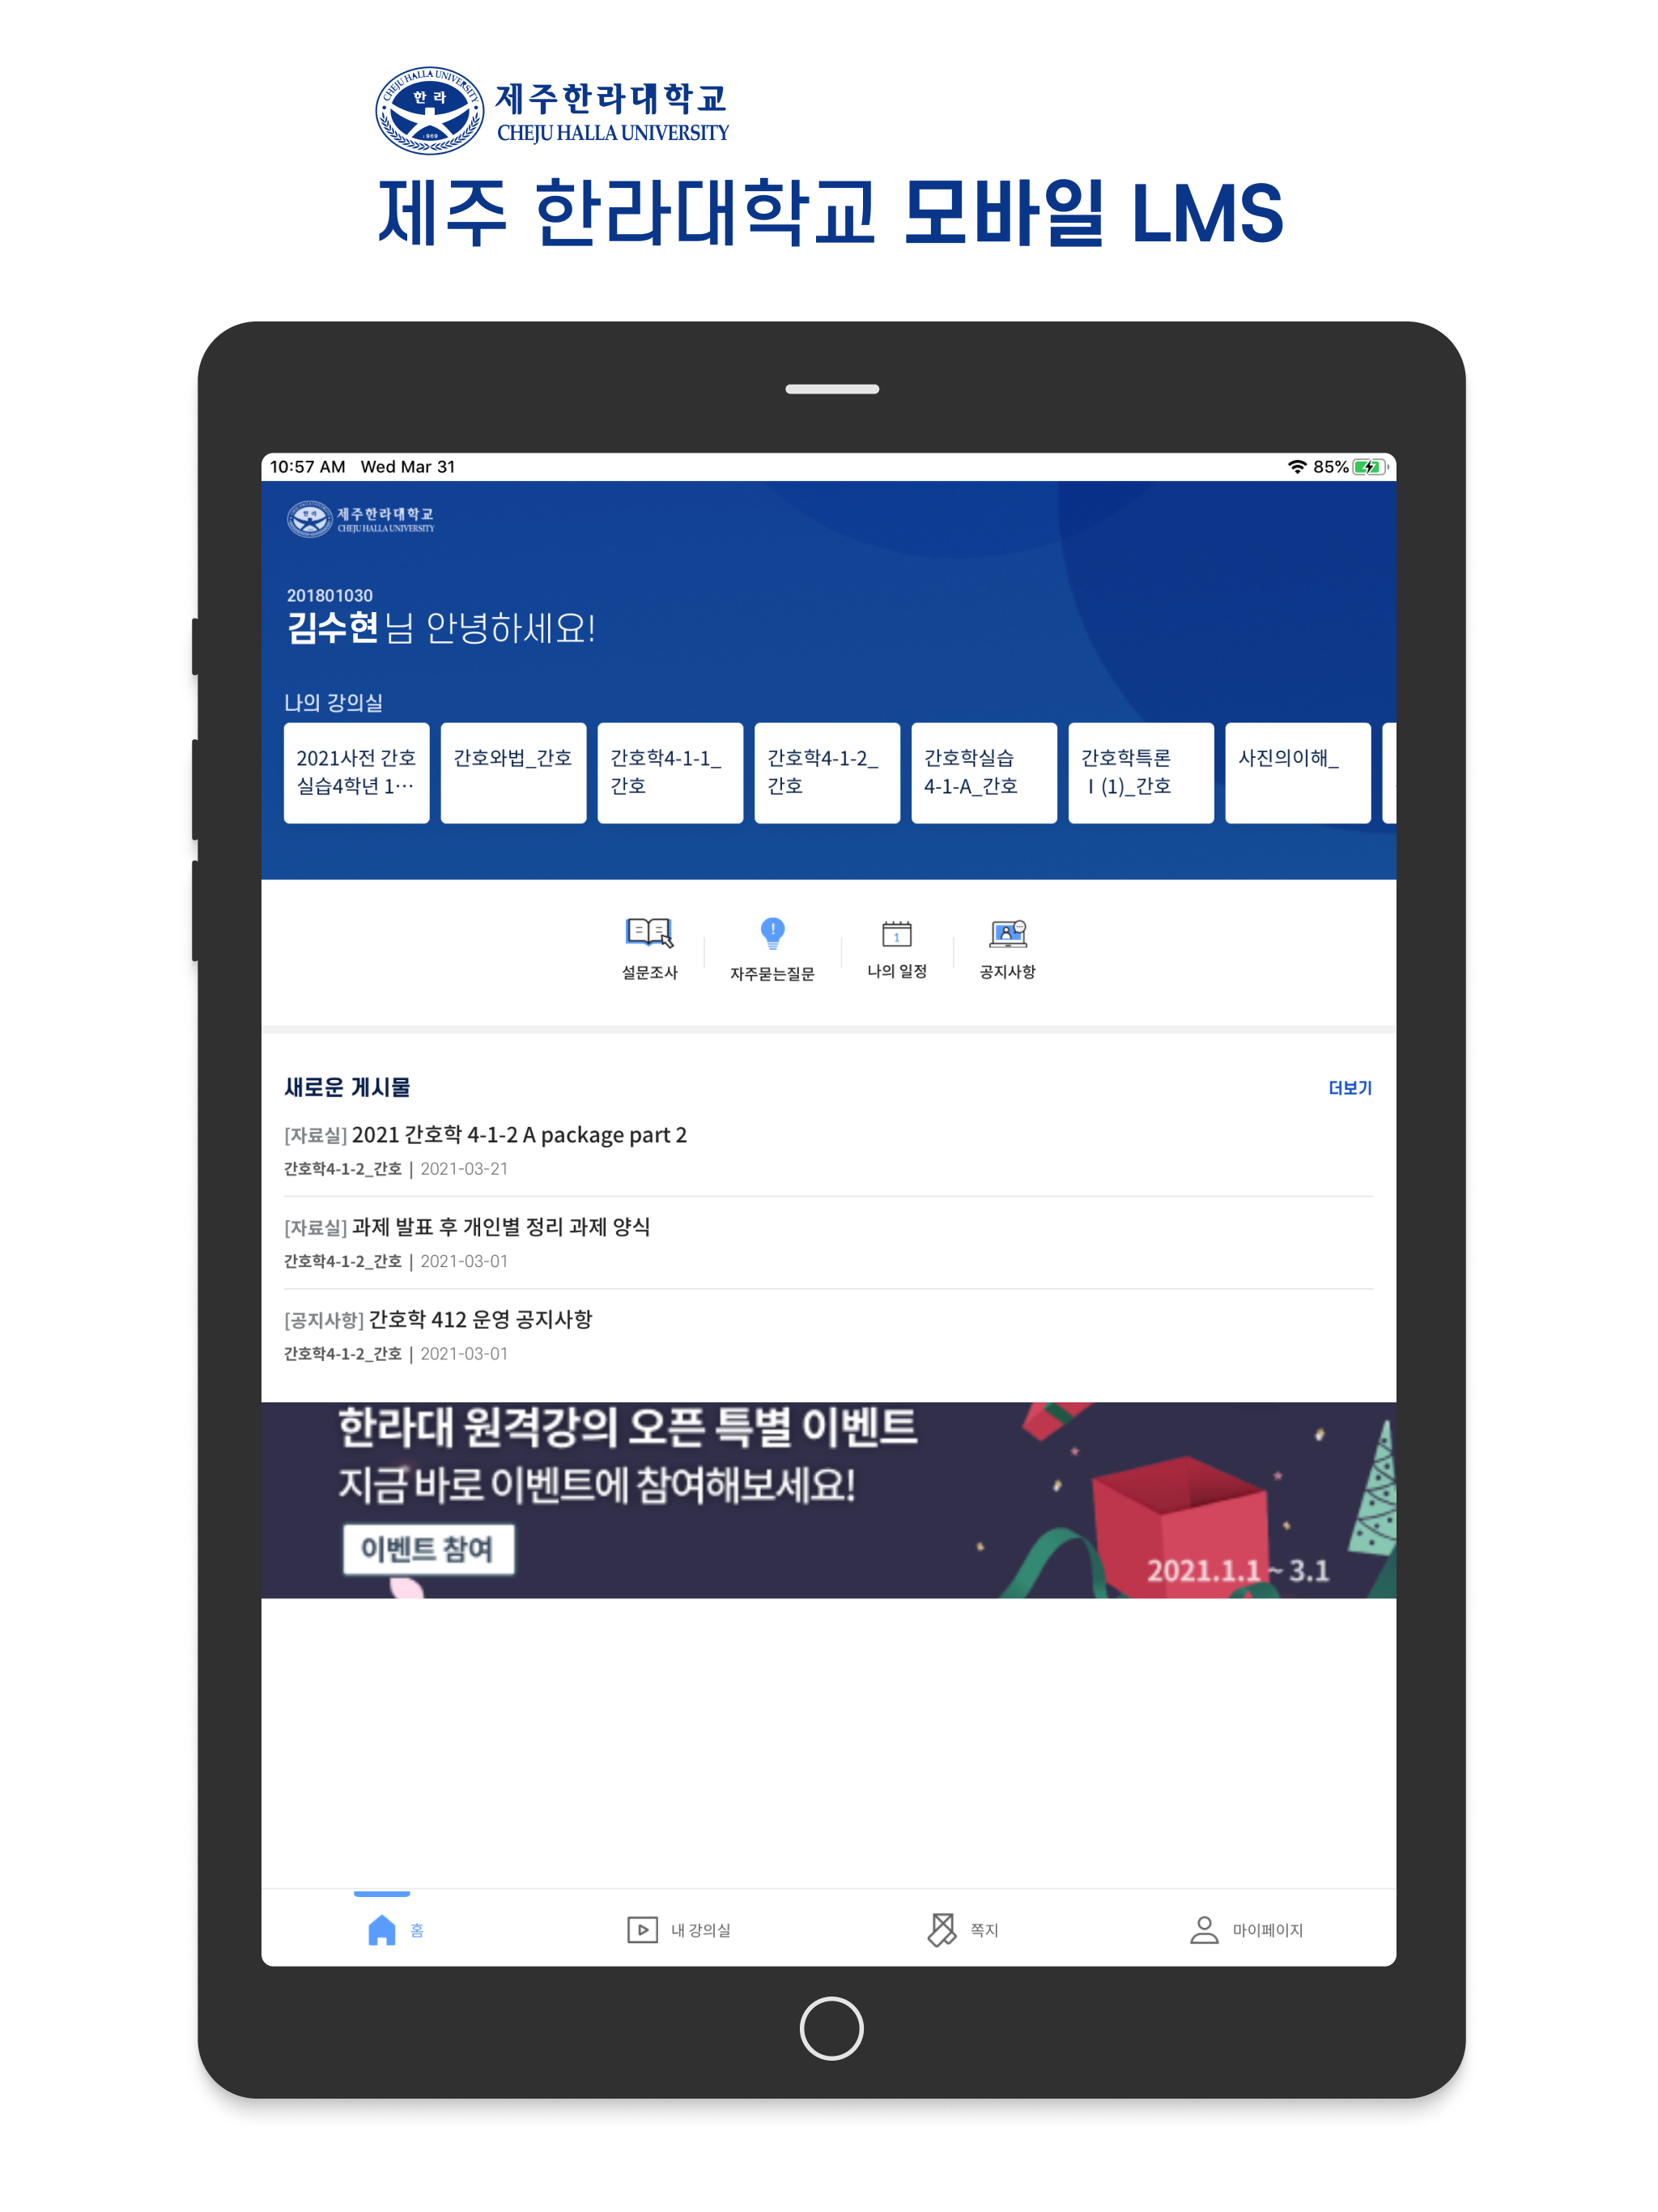 CHEJU HALLA UNIVERSITY
한라
1969
제주한라대학교
CHEJU HALLA UNIVERSITY
제주 한라대학교 모바일 LMS
10:57 AM Wed Mar 31
85%
한라
제주한라대학교
CHEJU HALLA UNIVERSITY
201801030
김수현님 안녕하세요!
나의 강의실
2021사전 간호
실습4학년 1…
간호와법_간호
간호학4-1-1_
간호
간호학4-1-2_
간호
간호학실습
4-1-A_간호
간호학특론
Ⅰ(1)_간호
사진의이해_
설문조사
자주묻는질문
1
나의 일정
공지사항
새로운 게시물
더보기
[자료실] 2021 간호학 4-1-2 A package part 2
간호학4-1-2_간호 | 2021-03-21
[자료실] 과제 발표 후 개인별 정리 과제 양식
간호학4-1-2_간호 | 2021-03-01
[공지사항] 간호학 412 운영 공지사항
간호학4-1-2_간호 | 2021-03-01
한라대 원격강의 오픈 특별 이벤트
지금 바로 이벤트에 참여해보세요!
이벤트 참여
2021.1.1 ~ 3.1
홈
내 강의실
쪽지
마이페이지